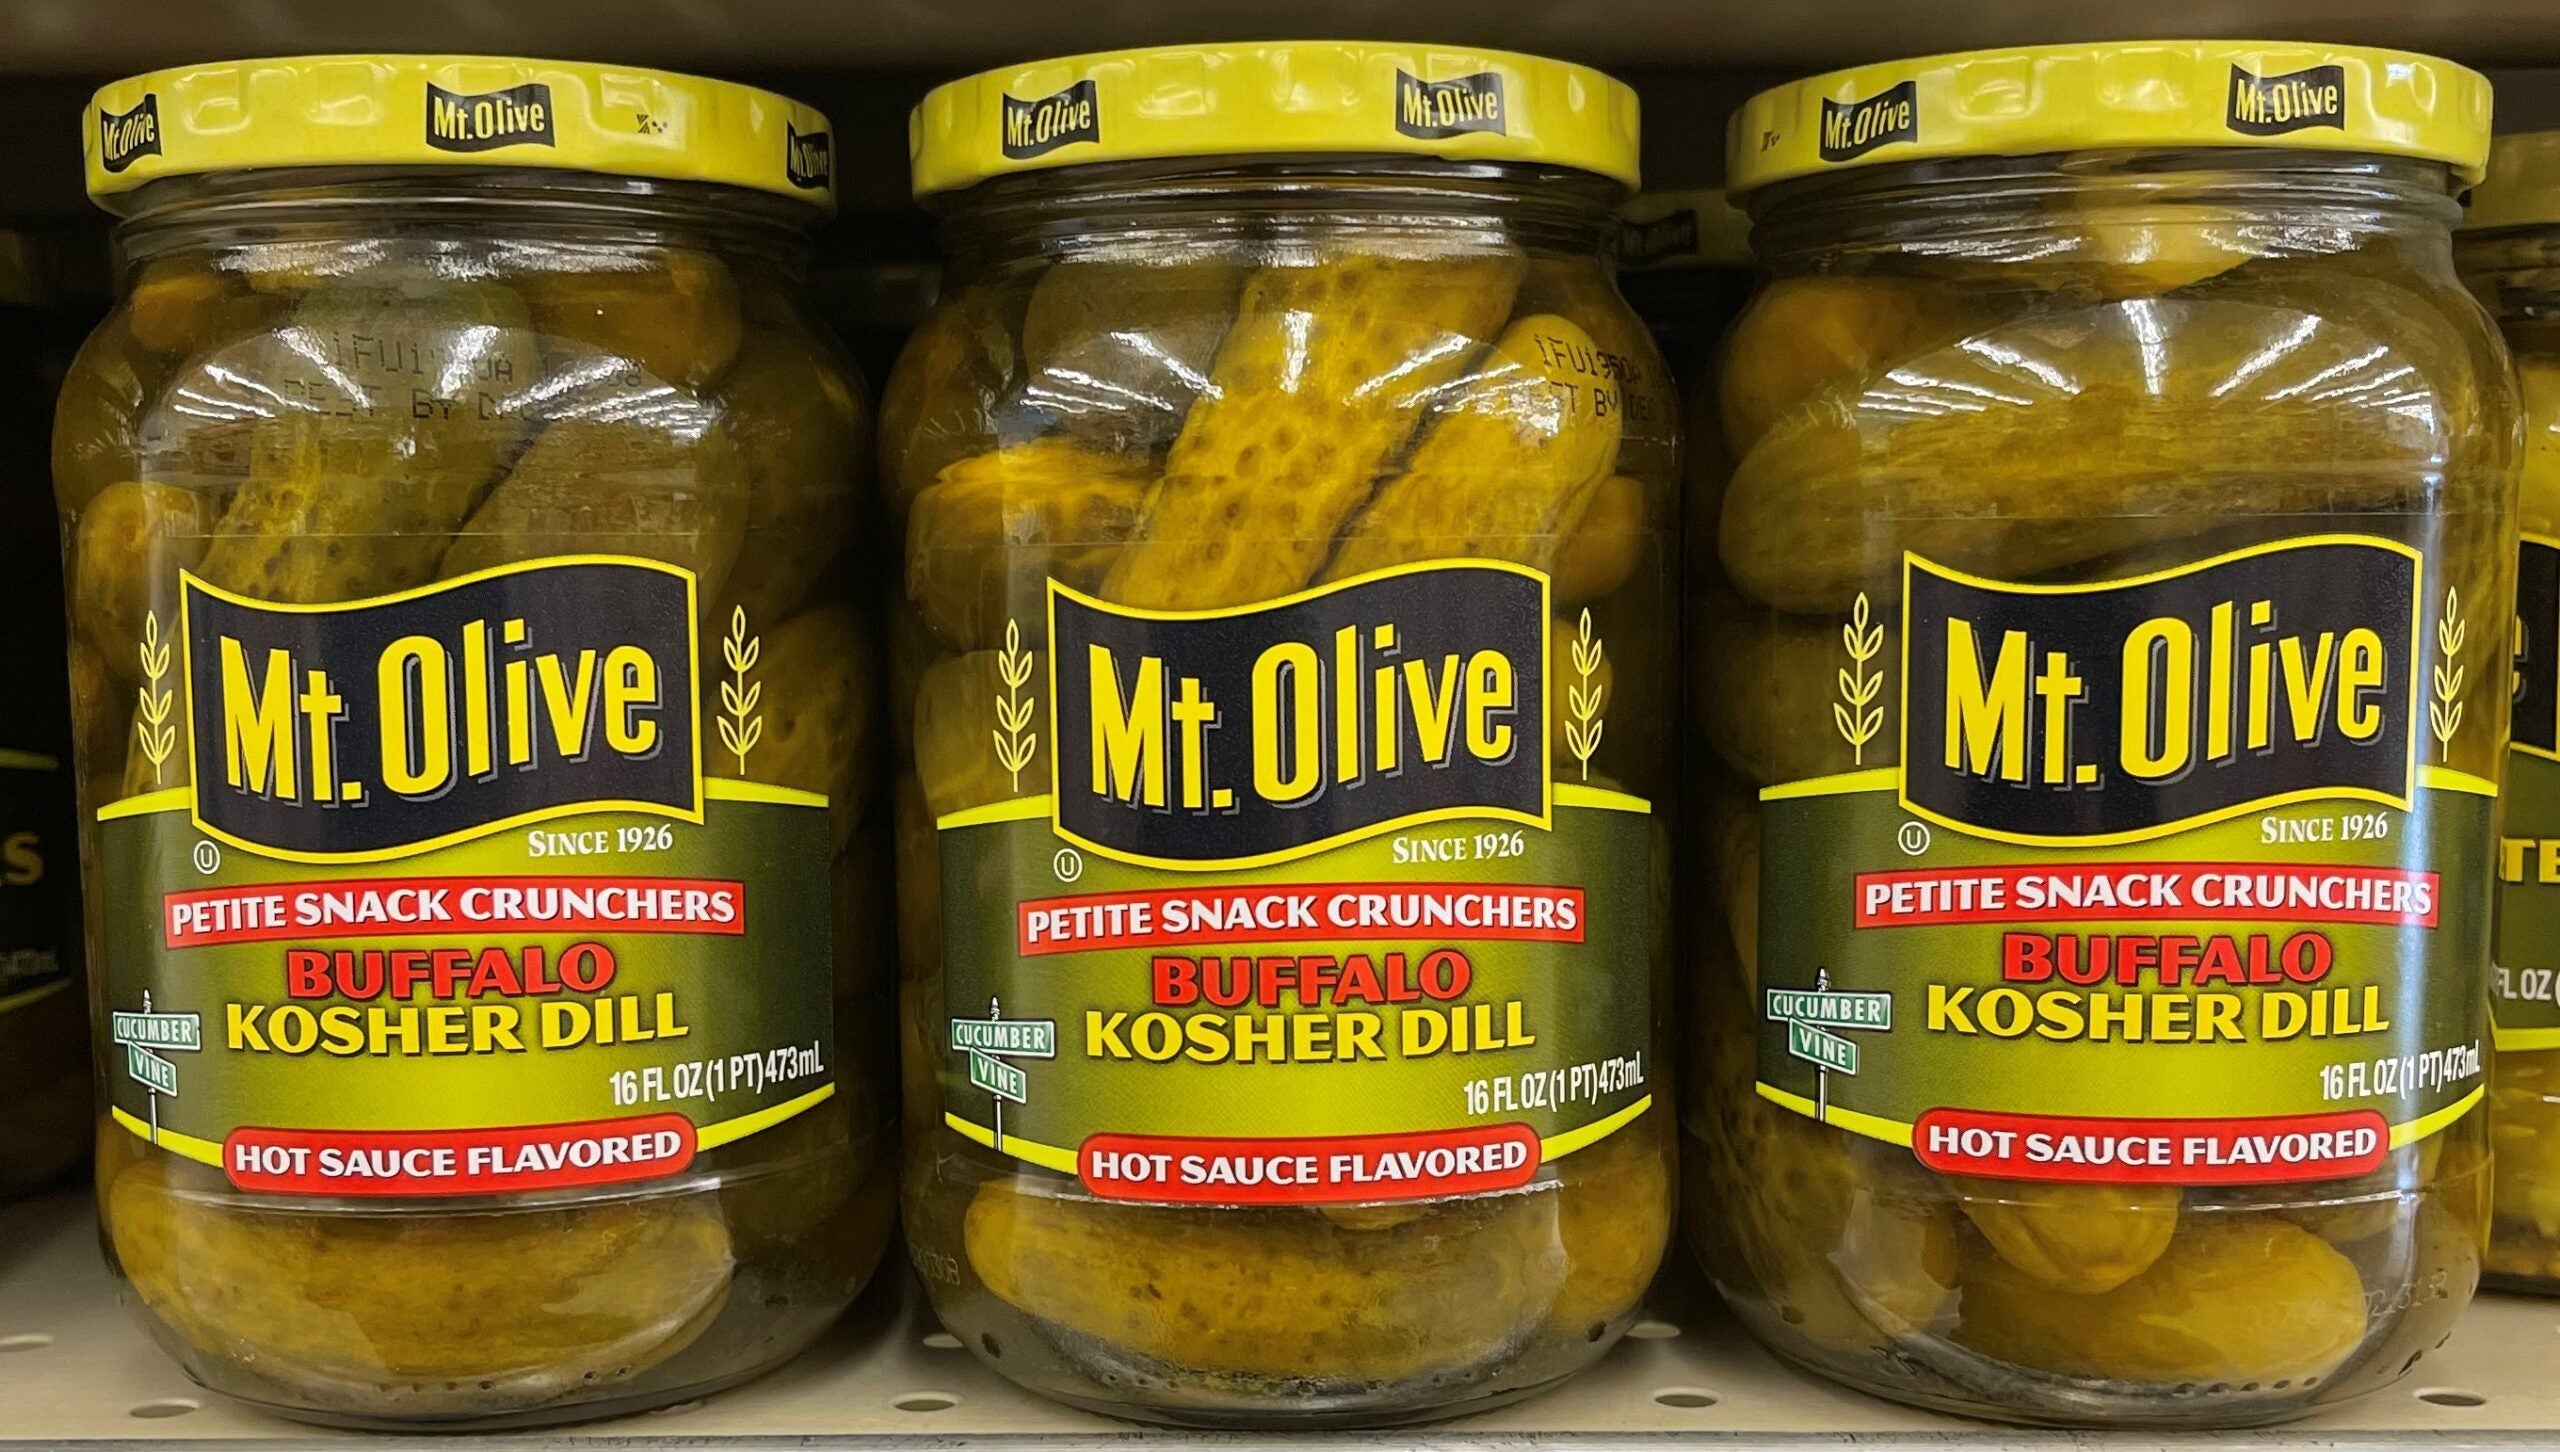 Mt. Olive
Mt. Olive
Mt. Olive
Mt. Olive
SINCE 1926
U
PETITE SNACK CRUNCHERS
BUFFALO
KOSHER DILL
CUCUMBER
VINE
16 FL OZ (1 PT) 473mL
HOT SAUCE FLAVORED
Mt. Olive
Mt. Olive
BY DEC
Mt. Olive
SINCE 1926
U
PETITE SNACK CRUNCHERS
BUFFALO
KOSHER DILL
CUCUMBER
VINE
16 FL OZ (1 PT) 473mL
HOT SAUCE FLAVORED
Mt. Olive
Mt. Olive
Mt. Olive
SINCE 1926
U
PETITE SNACK CRUNCHERS
BUFFALO
KOSHER DILL
CUCUMBER
VINE
16 FL OZ (1 PT) 473mL
HOT SAUCE FLAVORED
FL OZ